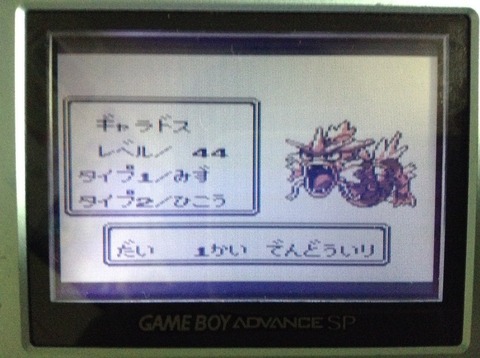 ギャラドス
レベル/ 44
タイプ1/みず
タイプ2/ひこう
だい 1かい でんどういり
GAME BOY ADVANCE SP